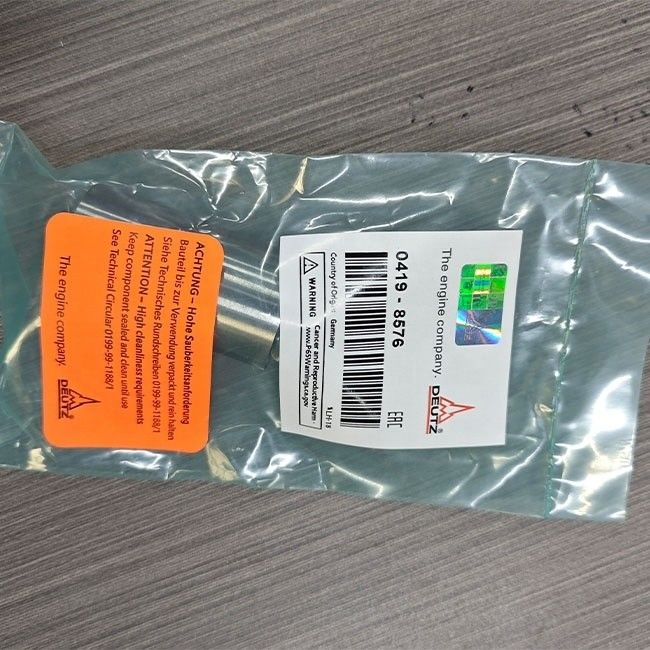 The engine company.
DEUTZ
0419 - 8576
EAC
Country of Origin Germany
1LH-18
WARNING
Cancer and Reproductive Harm -
www.P65Warnings.ca.gov
ACHTUNG – Hohe Sauberkeitsanforderung
Bauteil bis zur Verwendung verpackt und rein halten
Siehe Technisches Rundschreiben 0199-99-1188/1
ATTENTION – High cleanliness requirements
Keep component sealed and clean until use
See Technical Circular 0199-99-1188/1
The engine company.
DEUTZ